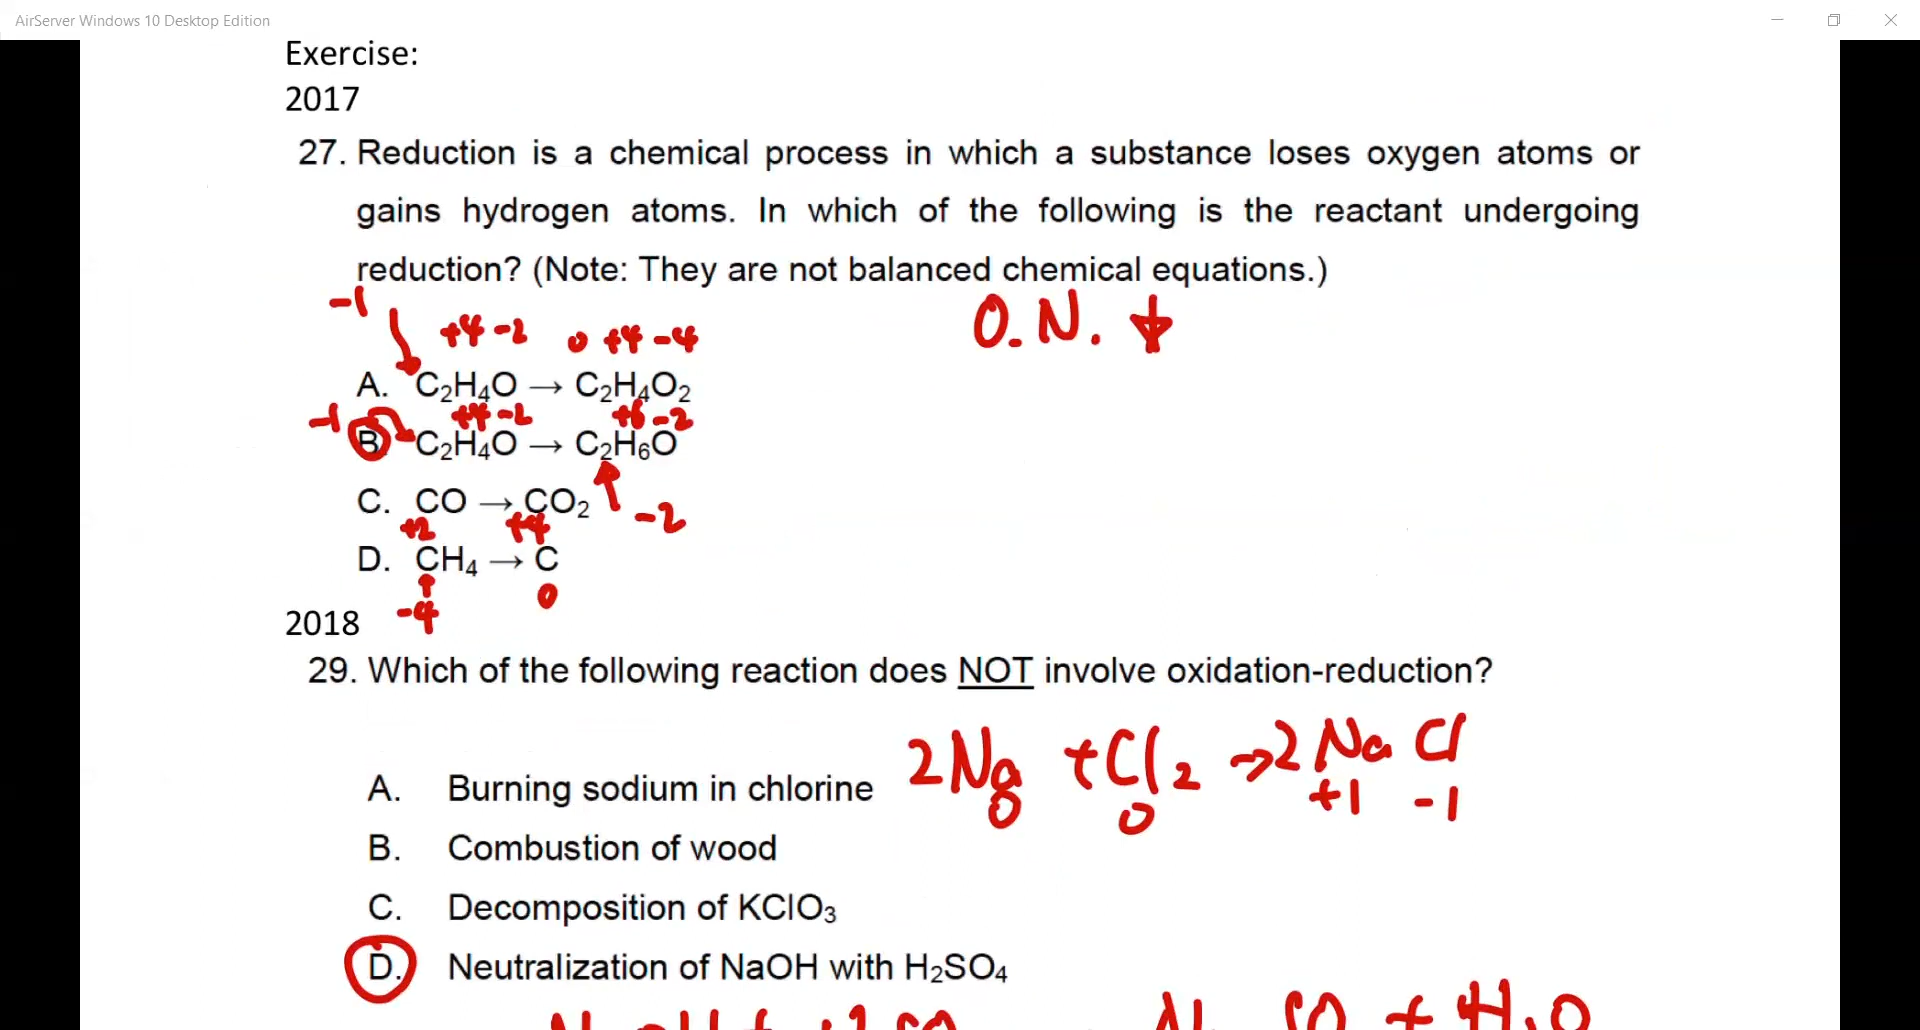 AirServer Windows 10 Desktop Edition
Exercise:
2017
27. Reduction is a chemical process in which a substance loses oxygen atoms or
gains hydrogen atoms. In which of the following is the reactant undergoing
reduction? (Note: They are not balanced chemical equations.)
-1
+4 -2 0 +4 -4
O.N. ↓
A. C₂H₄O → C₂H₄O₂
-1 +4 -2 +6 -2
B. C₂H₄O → C₂H₆O
C. CO → CO₂
+2 +4 -2
D. CH₄ → C
-4 0
2018
29. Which of the following reaction does NOT involve oxidation-reduction?
2Na + Cl₂ → 2NaCl
0 0 +1 -1
A. Burning sodium in chlorine
B. Combustion of wood
C. Decomposition of KClO₃
D. Neutralization of NaOH with H₂SO₄